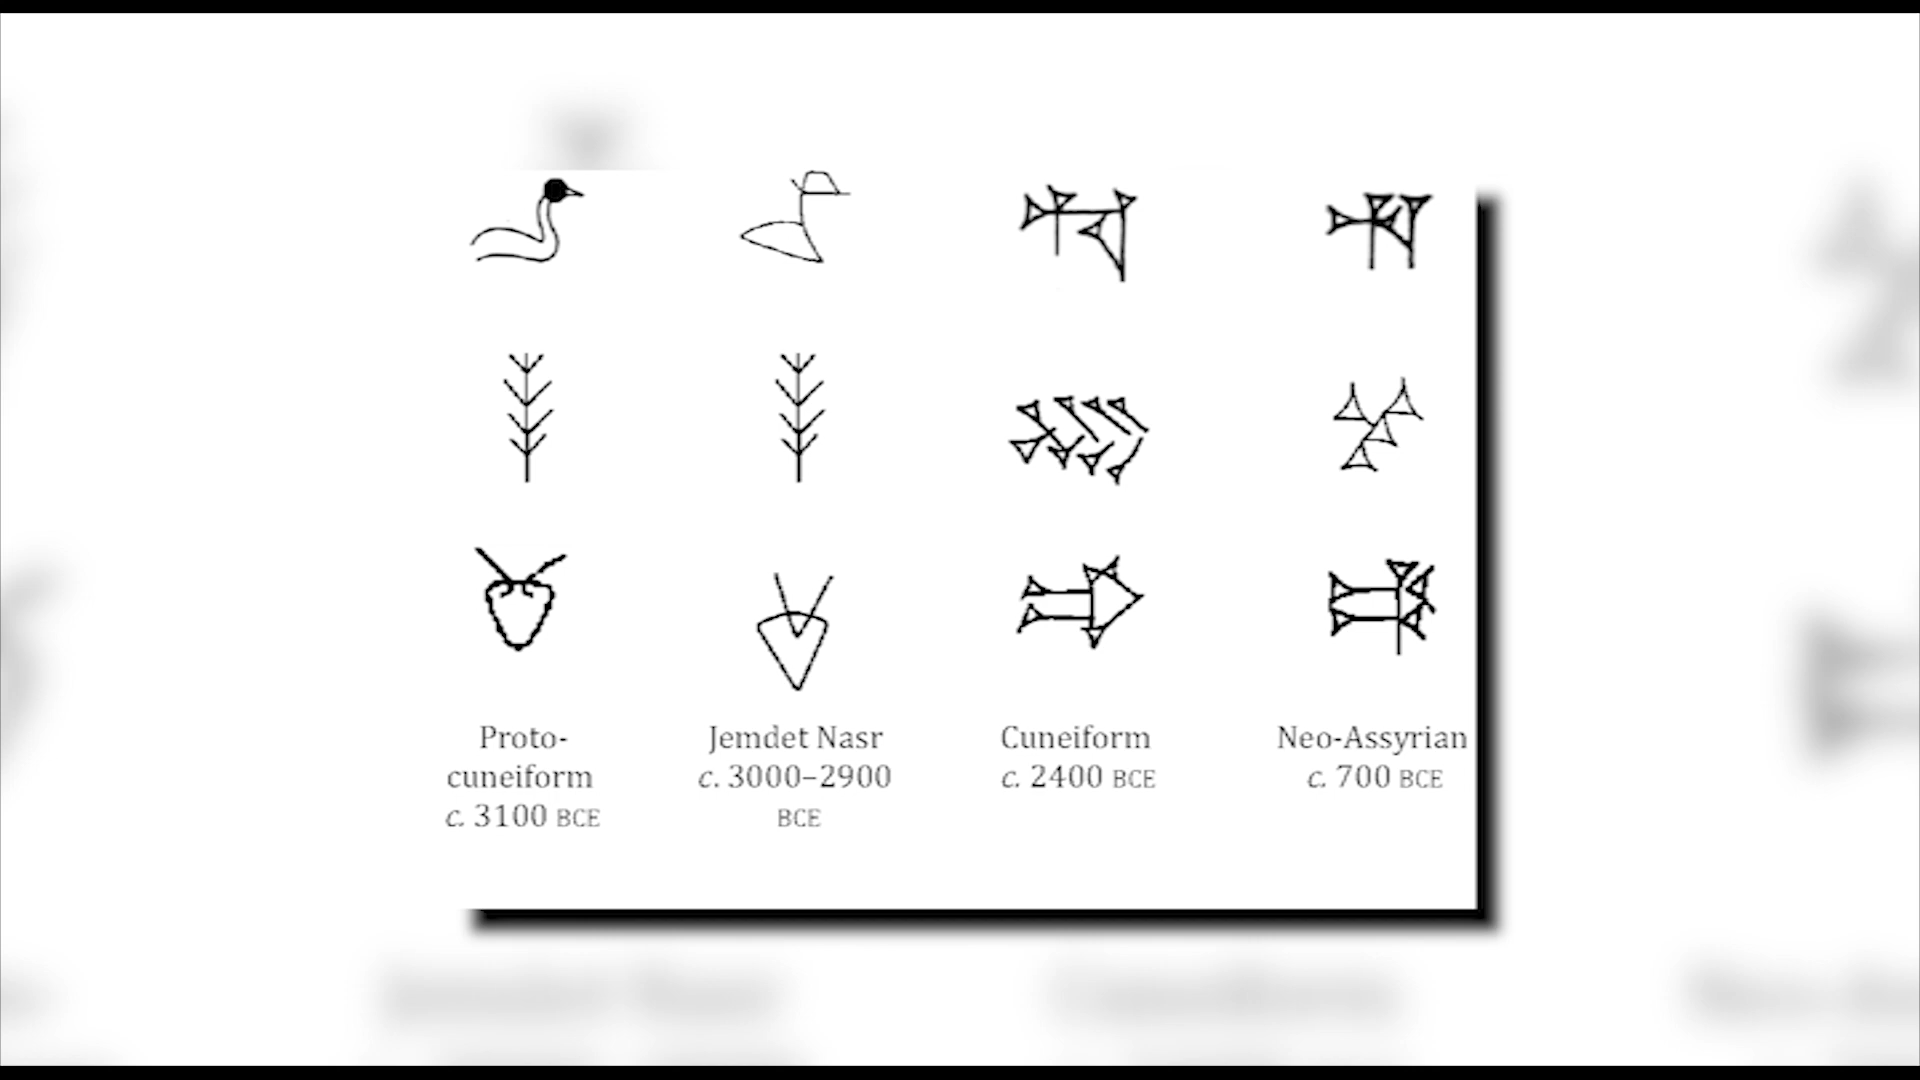 Proto-
cuneiform
c. 3100 BCE
Jemdet Nasr
c. 3000–2900
BCE
Cuneiform
c. 2400 BCE
Neo-Assyrian
c. 700 BCE